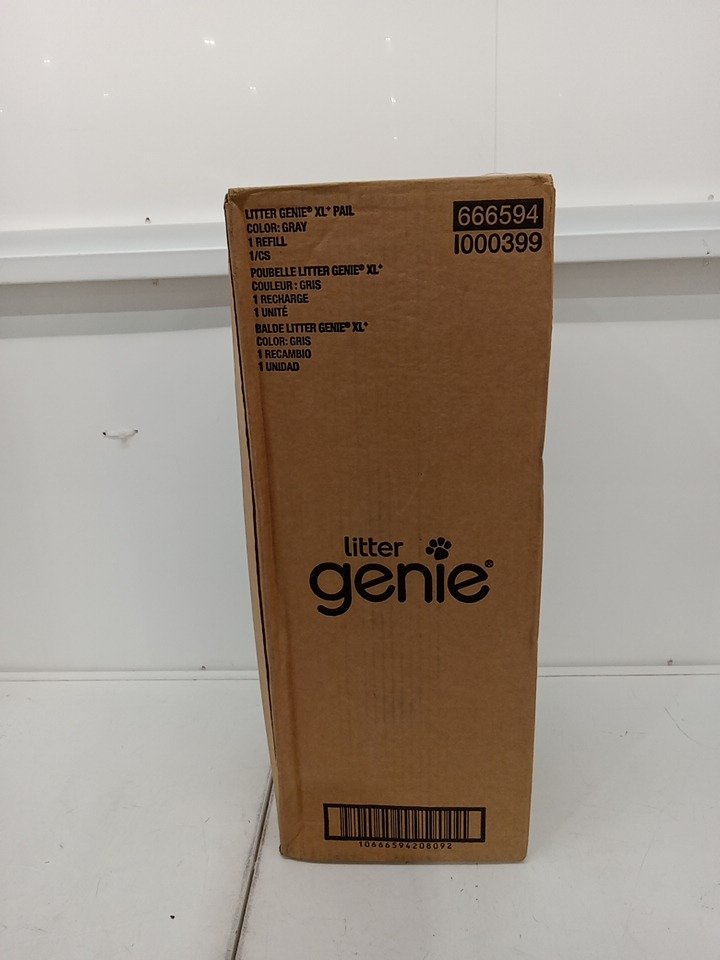 LITTER GENIE® XL⁺ PAIL
COLOR: GRAY
1 REFILL
1/CS
POUBELLE LITTER GENIE® XL⁺
COULEUR : GRIS
1 RECHARGE
1 UNITÉ
BALDE LITTER GENIE® XL⁺
COLOR: GRIS
1 RECAMBIO
1 UNIDAD
666594
I000399
litter
genie®
10666594208092